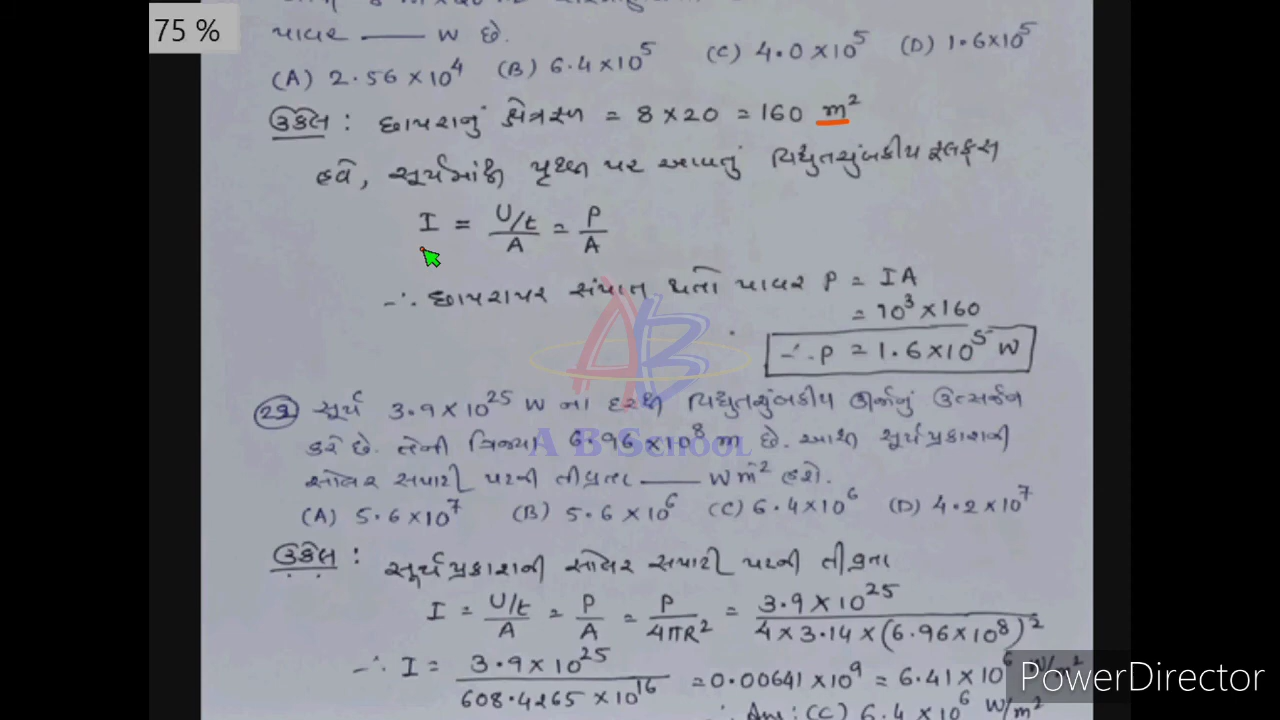 75 %
પાવર ___ W છે.
(A) 2.56×10⁴ (B) 6.4×10⁵ (C) 4.0×10⁵ (D) 1.6×10⁵
ઉકેલ : છાપરાનું ક્ષેત્રફળ = 8×20 = 160 m²
હવે, સૂર્યમાંથી પૃથ્વી પર આવતું વિદ્યુતચુંબકીય ફ્લક્સ
I = U/t / A = P / A
∴ છાપરા પર સંપાત થતો પાવર P = IA
= 10³×160
∴ P = 1.6×10⁵ W
22 સૂર્ય 3.9×10²⁵ W ના દરથી વિદ્યુતચુંબકીય ઊર્જાનું ઉત્સર્જન
કરે છે. તેની ત્રિજ્યા 6.96×10⁸ m છે. આથી સૂર્યપ્રકાશની
સોલર સપાટી પરની તીવ્રતા ___ W m⁻² હશે.
A B SCHOOL
(A) 5.6×10⁷ (B) 5.6×10⁶ (C) 6.4×10⁶ (D) 4.2×10⁷
ઉકેલ : સૂર્યપ્રકાશની સોલર સપાટી પરની તીવ્રતા
I = U/t / A = P / A = P / 4πR² = 3.9×10²⁵ / 4×3.14×(6.96×10⁸)²
∴ I = 3.9×10²⁵ / 608.4265×10¹⁶ = 0.00641×10⁹ = 6.41×10⁶ W/m²
∴ Ans: (C) 6.4×10⁶ W/m²
PowerDirector